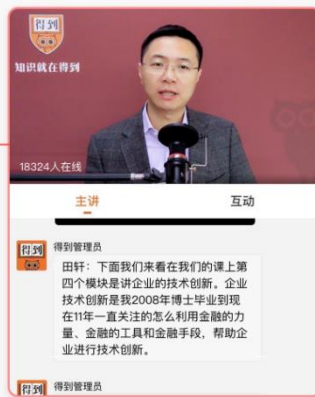 得到
知识就在得到
18324人在线
主讲
互动
得到
得到管理员
田轩：下面我们来看在我们的课上第
四个模块是讲企业的技术创新。企业
技术创新是我2008年博士毕业到现
在11年一直关注的怎么利用金融的力
量、金融的工具和金融手段，帮助企
业进行技术创新。
得到
得到管理员